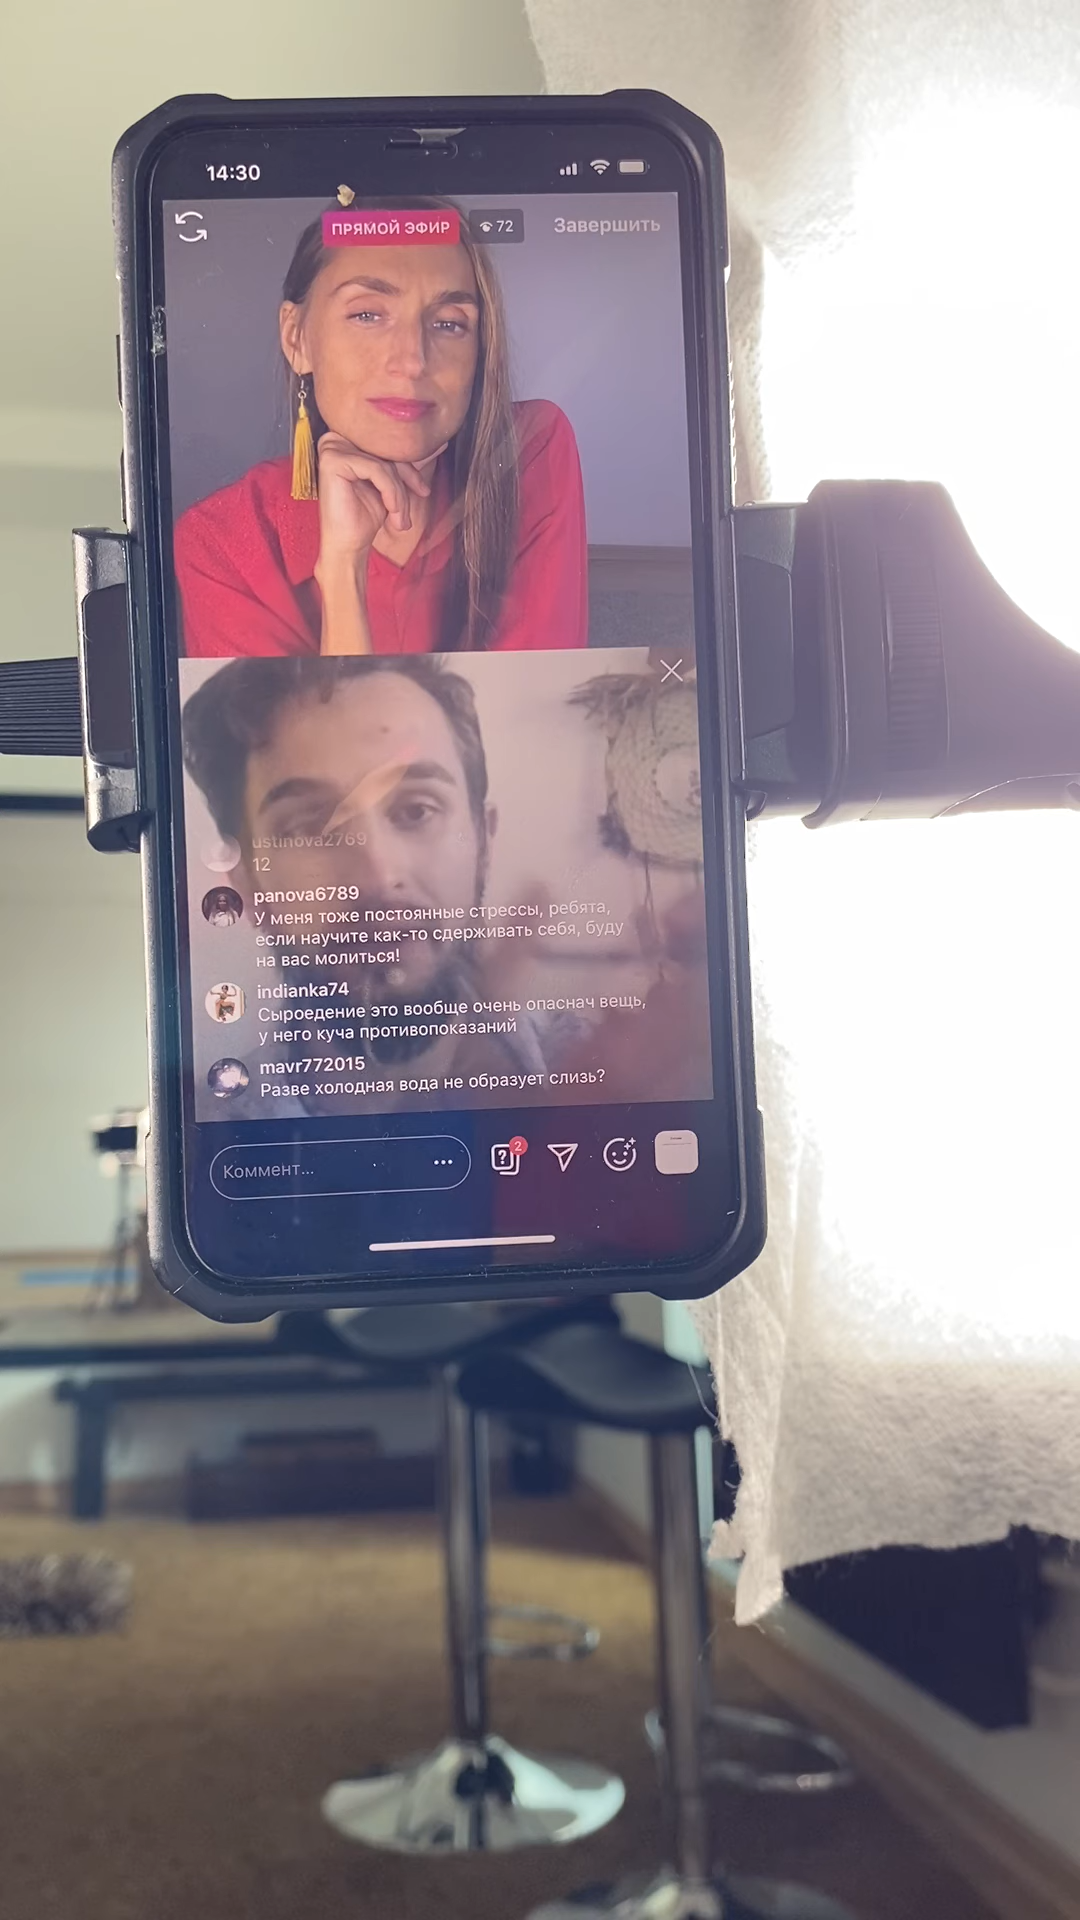 14:30
ПРЯМОЙ ЭФИР
72
Завершить
ustinova2769
12
panova6789
У меня тоже постоянные стрессы, ребята,
если научите как-то сдерживать себя, буду
на вас молиться!
indianka74
Сыроедение это вообще очень опаснач вещь,
у него куча противопоказаний
mavr772015
Разве холодная вода не образует слизь?
Коммент...
2